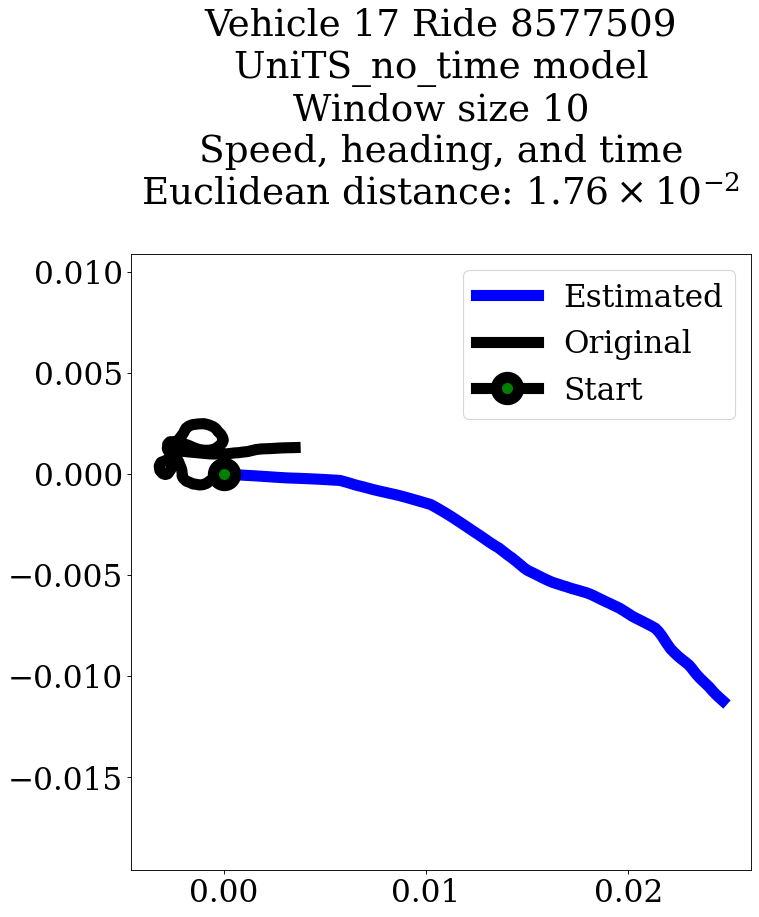 Vehicle 17 Ride 8577509
UniTS_no_time model
Window size 10
Speed, heading, and time
Euclidean distance: 1.76 × 10⁻²
Estimated
Original
Start
0.010
0.005
0.000
−0.005
−0.010
−0.015
0.00 0.01 0.02